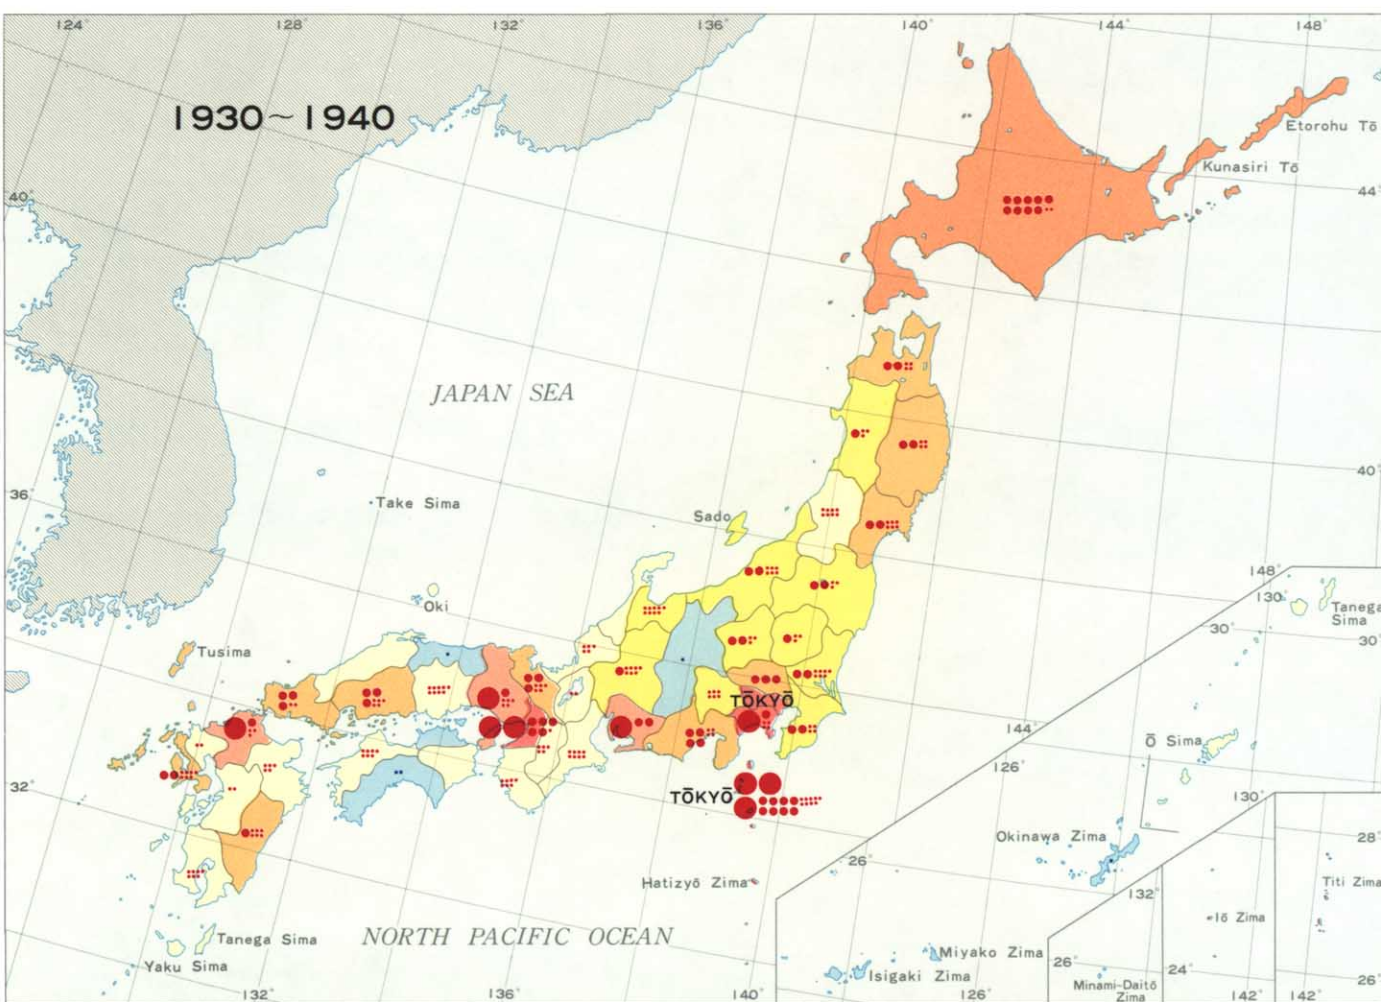 124° 128° 132° 136° 140° 144° 148°
1930~1940
Etorohu Tō
Kunasiri Tō
40° 44°
JAPAN SEA
40°
36°
Take Sima
Sado
148°
130°
Oki
Tanega
Sima
30° 30°
Tusima
TŌKYŌ
144°
Ō Sima
126°
32°
TŌKYŌ
130°
Okinawa Zima
28°
26°
Hatizyō Zima
132°
Titi Zima
Iō Zima
Tanega Sima
NORTH PACIFIC OCEAN
Miyako Zima
Yaku Sima
Isigaki Zima
26° 24°
Minami-Daitō
Zima
26°
132° 136° 140° 126° 142° 142°